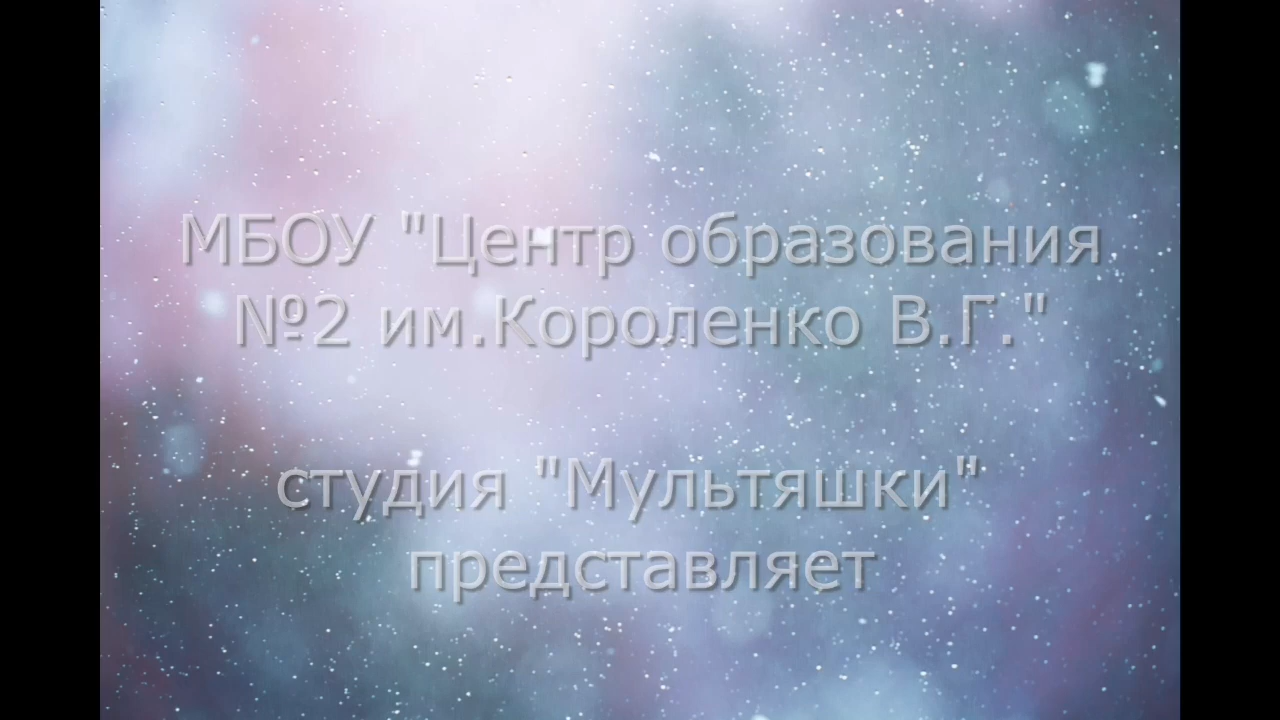 МБОУ "Центр образования
№2 им.Короленко В.Г."
студия "Мультяшки"
представляет